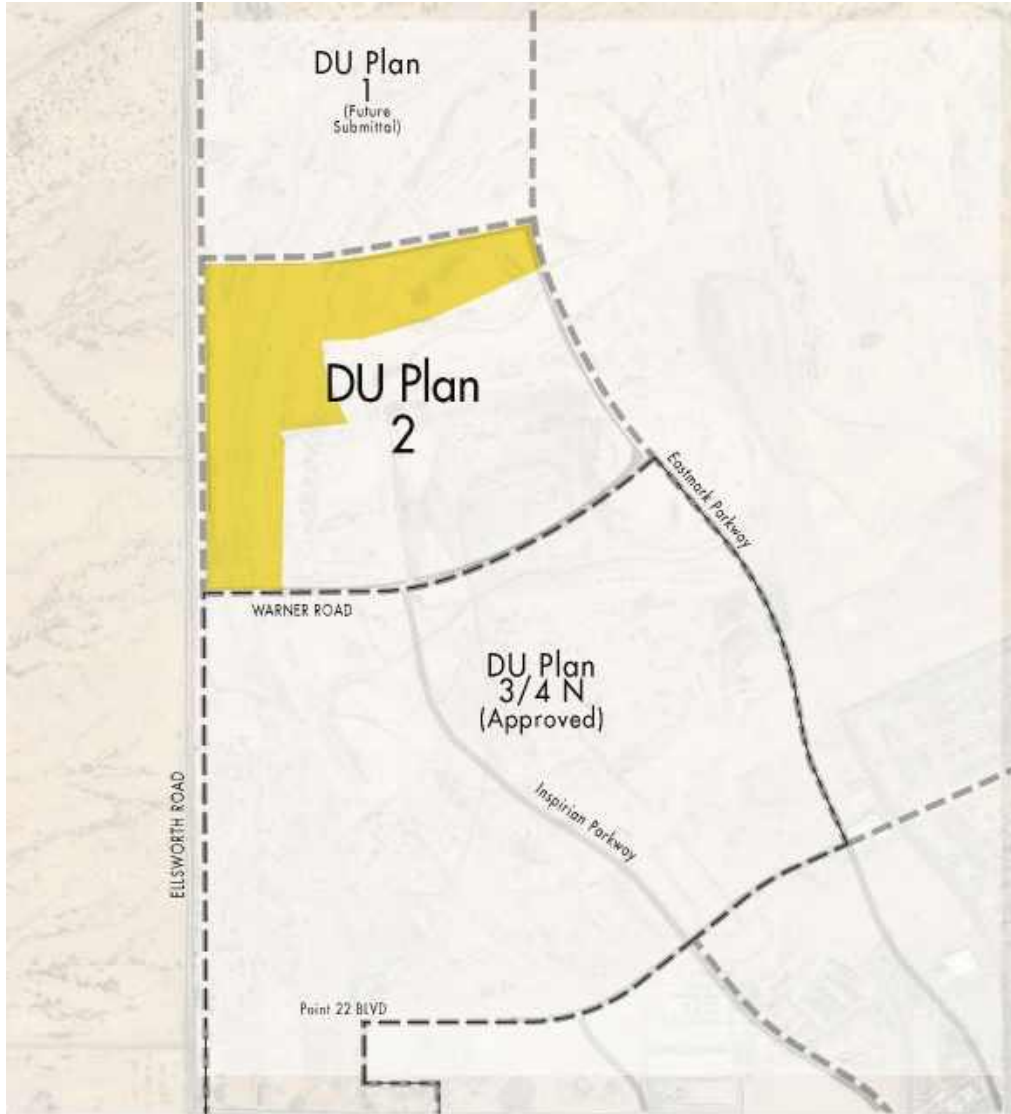 DU Plan
1
(Future
Submittal)
DU Plan
2
Eastmark Parkway
WARNER ROAD
DU Plan
3/4 N
(Approved)
ELLSWORTH ROAD
Inspirian Parkway
Point 22 BLVD